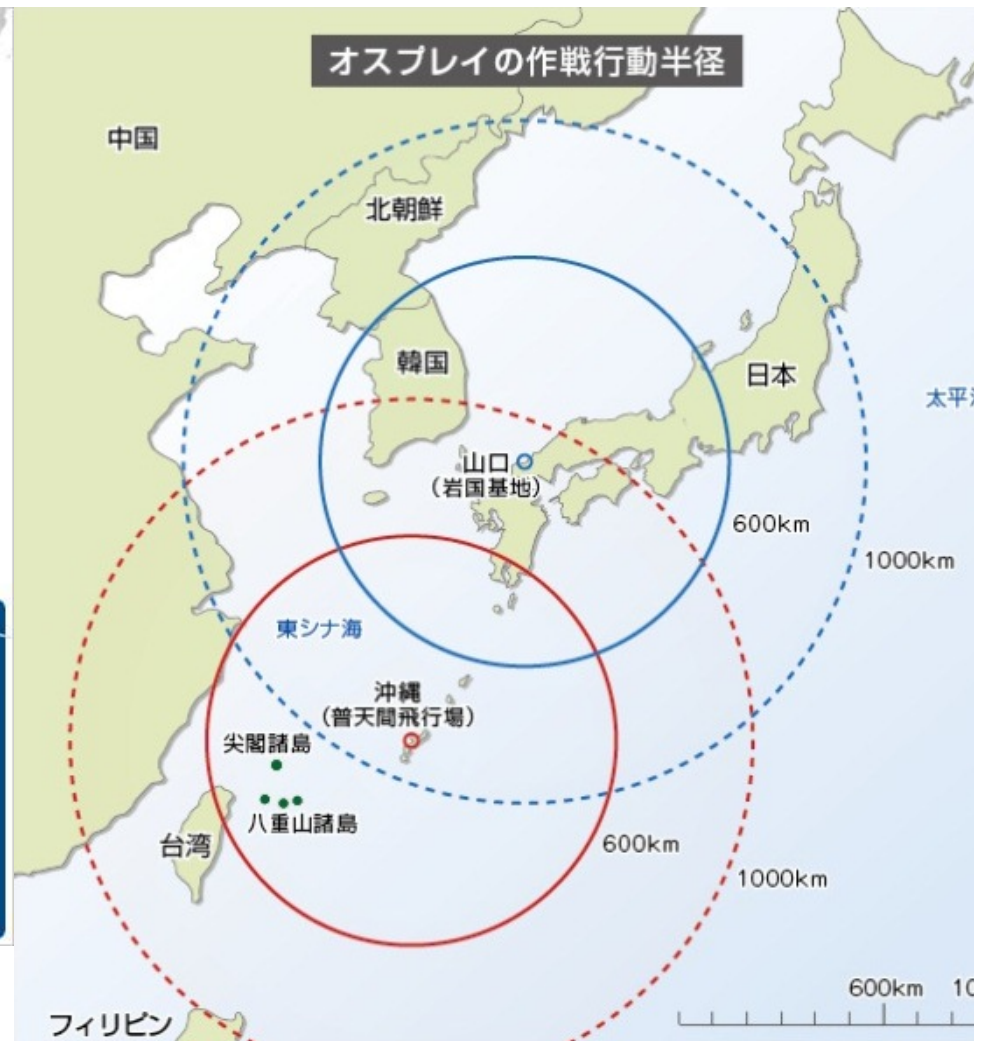 オスプレイの作戦行動半径
中国
北朝鮮
韓国
日本
山口
（岩国基地）
600km
1000km
東シナ海
沖縄
（普天間飛行場）
尖閣諸島
八重山諸島
台湾
600km
1000km
600km
フィリピン